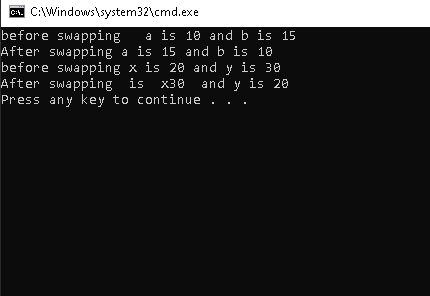 C:\Windows\system32\cmd.exe
before swapping   a is 10 and b is 15
After swapping a is 15 and b is 10
before swapping x is 20 and y is 30
After swapping  is  x30  and y is 20
Press any key to continue . . .